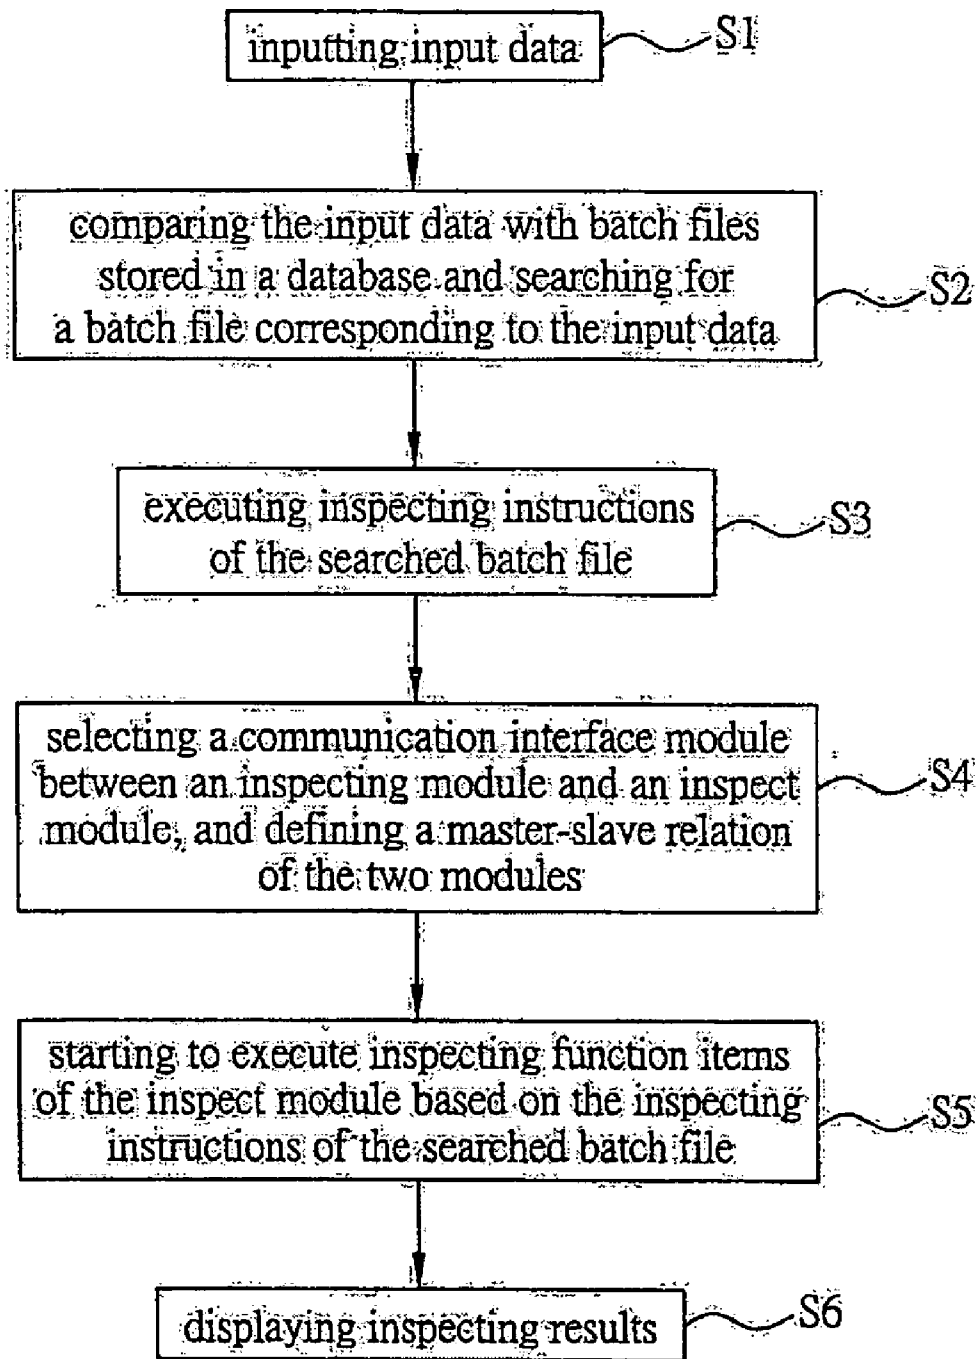 inputting input data
S1
comparing the input data with batch files
stored in a database and searching for
a batch file corresponding to the input data
S2
executing inspecting instructions
of the searched batch file
S3
selecting a communication interface module
between an inspecting module and an inspect
module, and defining a master-slave relation
of the two modules
S4
starting to execute inspecting function items
of the inspect module based on the inspecting
instructions of the searched batch file
S5
displaying inspecting results
S6